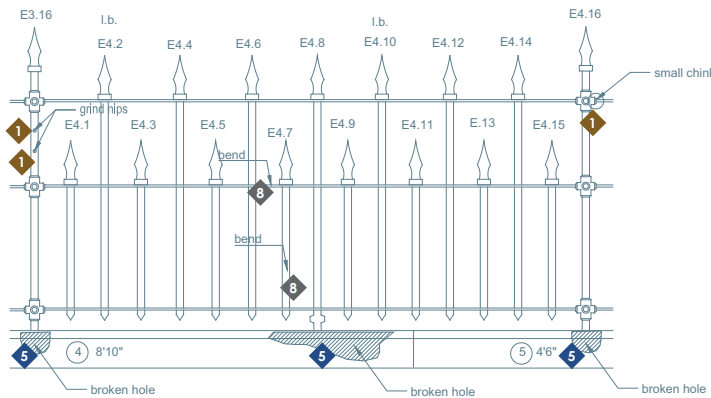 E3.16
l.b.
E4.2
E4.4
E4.6
E4.8
l.b.
E4.10
E4.12
E4.14
E4.16
small chinl
grind nips
1
1
1
E4.1
E4.3
E4.5
E4.7
E4.9
E4.11
E.13
E4.15
bend
8
bend
8
5
4 8'10"
5
5 4'6"
5
broken hole
broken hole
broken hole